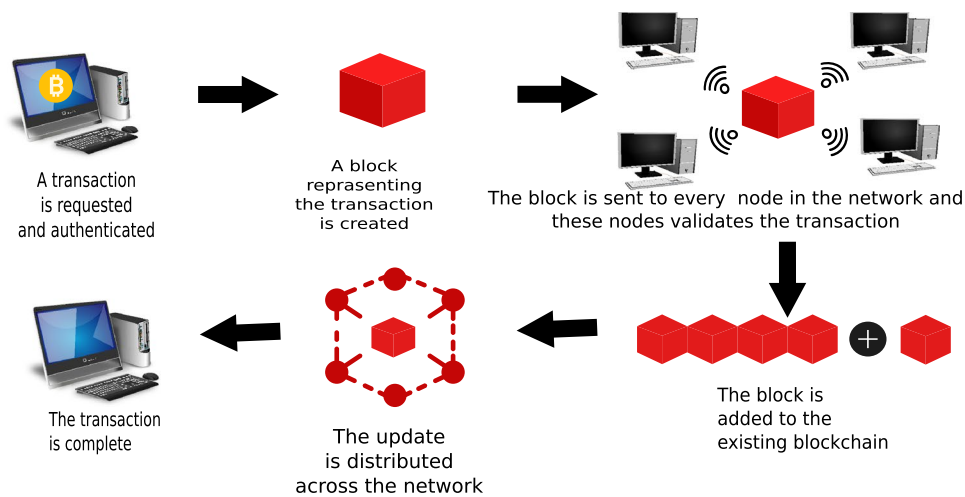 A transaction
is requested
and authenticated
A block
reprasenting
the transaction
is created
The block is sent to every node in the network and
these nodes validates the transaction
The block is
added to the
existing blockchain
The update
is distributed
across the network
The transaction
is complete